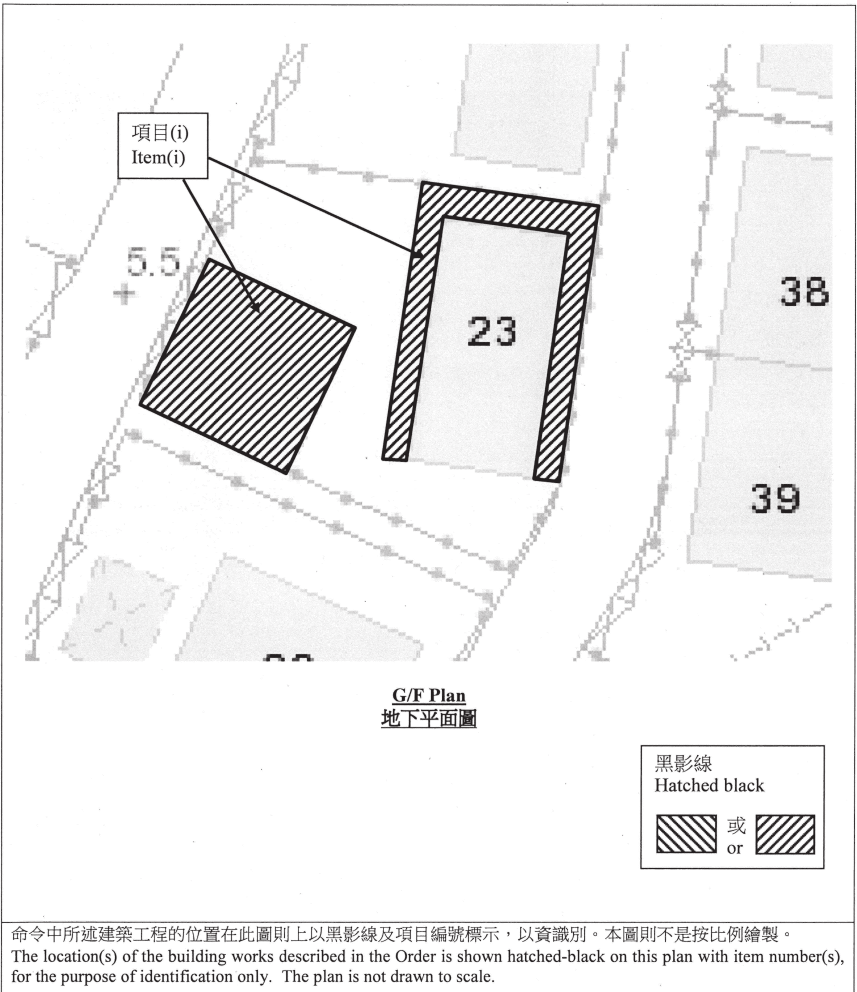 項目(i)
Item(i)
5.5
23
38
39
G/F Plan
地下平面圖
黑影線
Hatched black
或
or
命令中所述建築工程的位置在此圖則上以黑影線及項目編號標示，以資識別。本圖則不是按比例繪製。
The location(s) of the building works described in the Order is shown hatched-black on this plan with item number(s),
for the purpose of identification only. The plan is not drawn to scale.